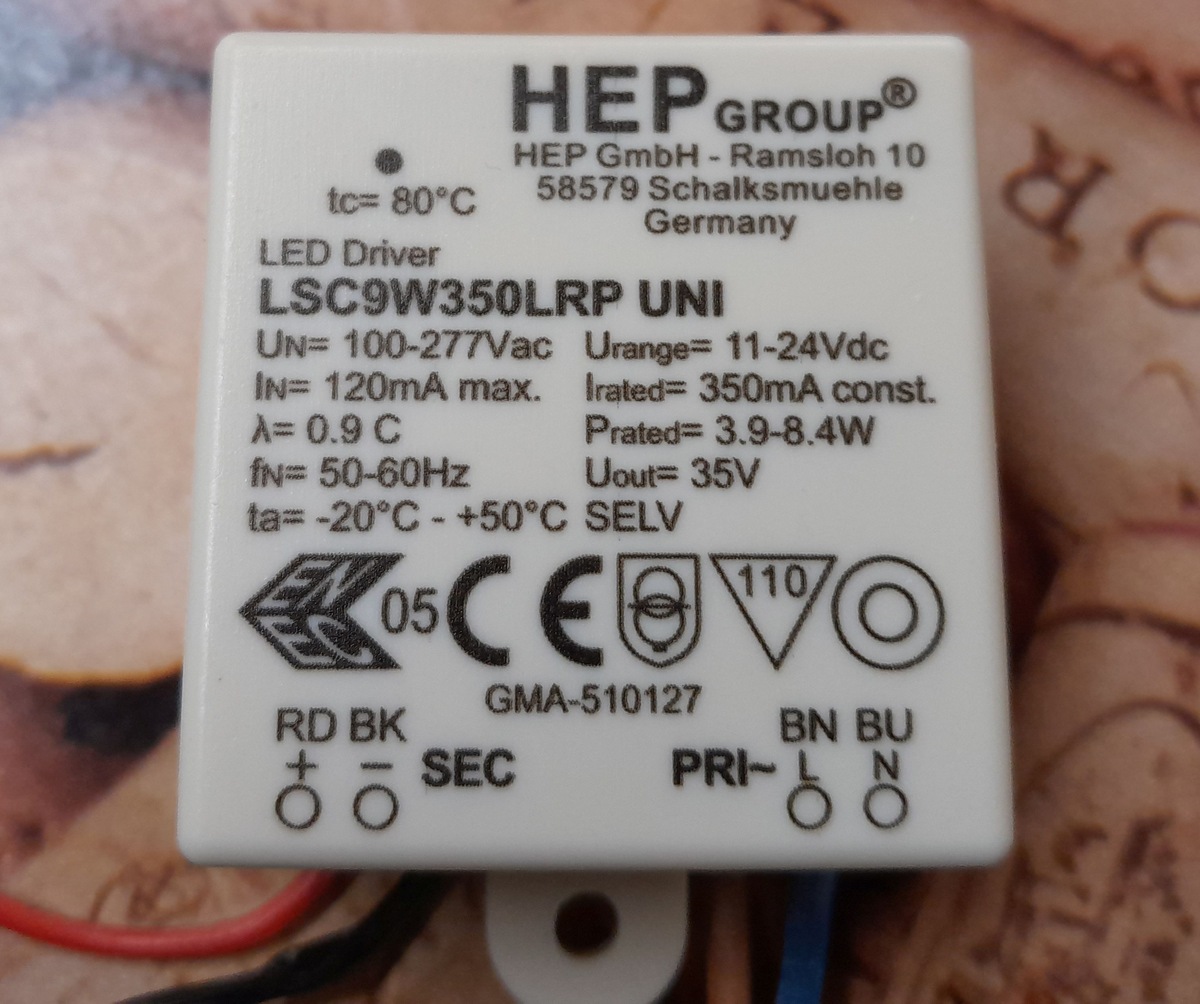 HEP GROUP®
HEP GmbH - Ramsloh 10
58579 Schalksmuehle
Germany
tc= 80°C
LED Driver
LSC9W350LRP UNI
UN= 100-277Vac Urange= 11-24Vdc
IN= 120mA max. Irated= 350mA const.
λ= 0.9 C Prated= 3.9-8.4W
fN= 50-60Hz Uout= 35V
ta= -20°C - +50°C SELV
ENEC 05 CE 110
GMA-510127
RD BK BN BU
+ − SEC PRI~ L N
R C